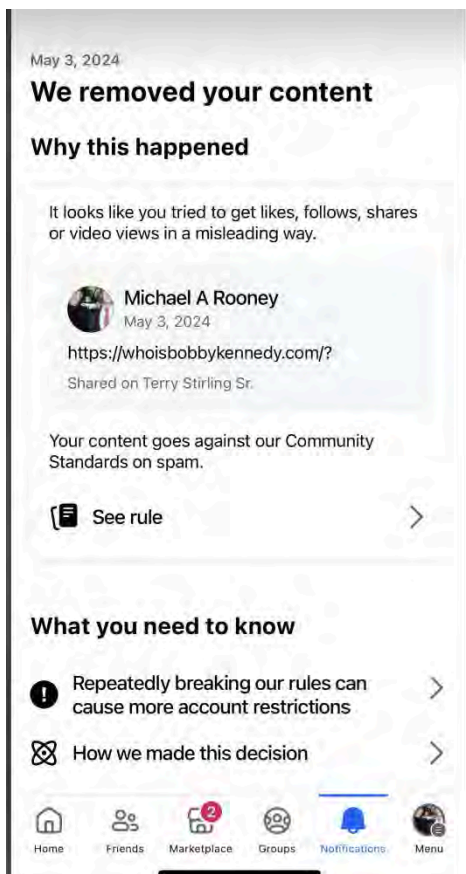 May 3, 2024
We removed your content
Why this happened
It looks like you tried to get likes, follows, shares
or video views in a misleading way.
Michael A Rooney
May 3, 2024
https://whoisbobbykennedy.com/?
Shared on Terry Stirling Sr.
Your content goes against our Community
Standards on spam.
See rule
What you need to know
Repeatedly breaking our rules can
cause more account restrictions
How we made this decision
2
Home Friends Marketplace Groups Notifications Menu